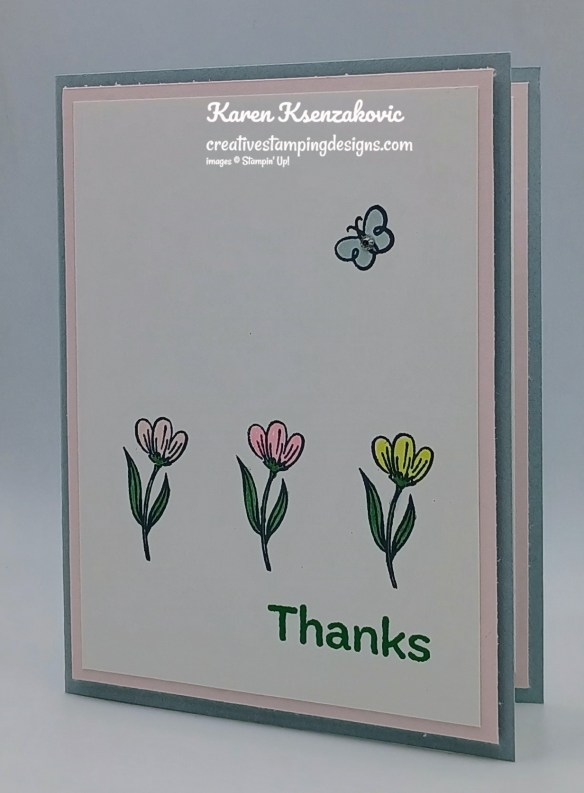 Karen Ksenzakovic
creativestampingdesigns.com
images © Stampin' Up!
Thanks